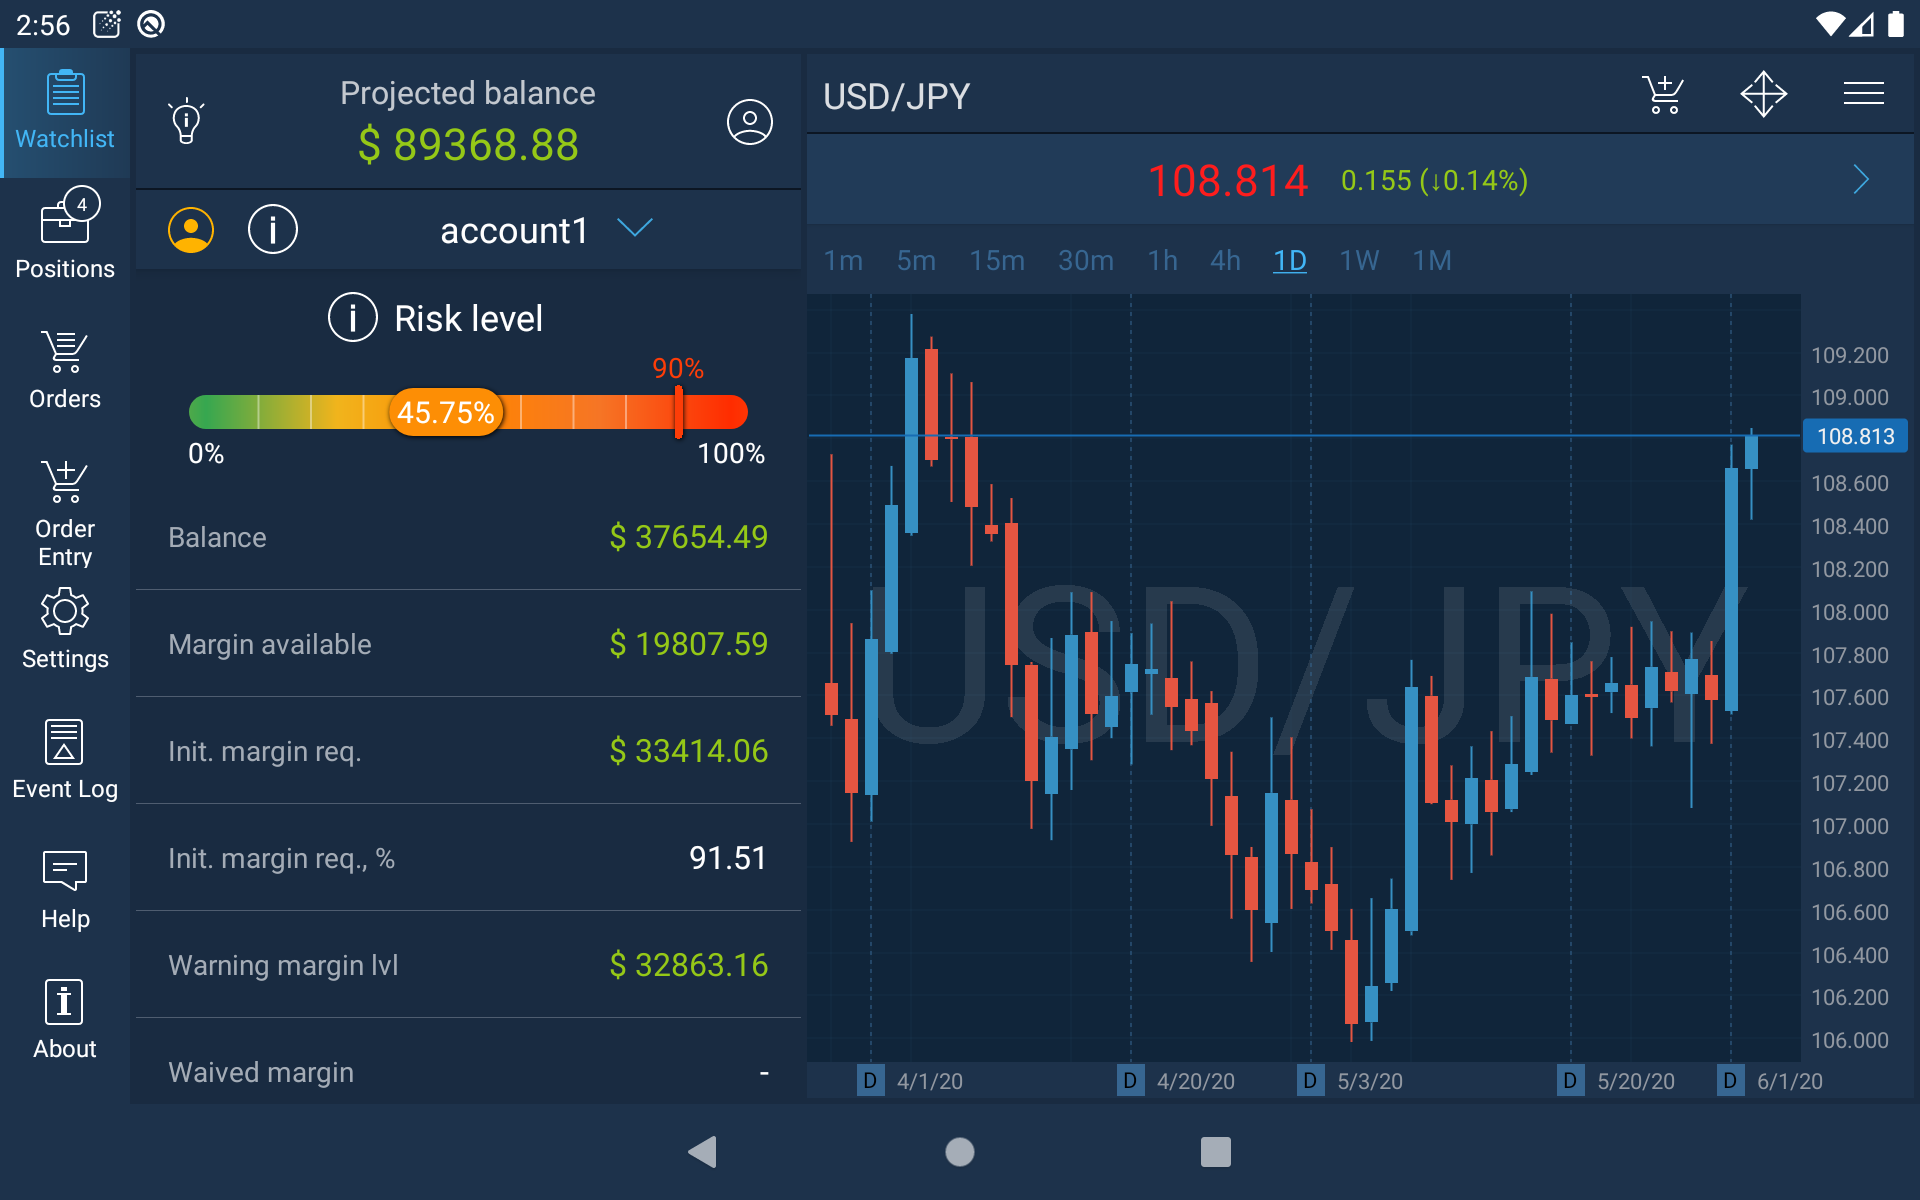 2:56
Watchlist
4
Positions
Orders
Order
Entry
Settings
Event Log
Help
About
Projected balance
$ 89368.88
account1
Risk level
90%
45.75%
0%
100%
Balance
$ 37654.49
Margin available
$ 19807.59
Init. margin req.
$ 33414.06
Init. margin req., %
91.51
Warning margin lvl
$ 32863.16
Waived margin
-
USD/JPY
108.814 0.155 (↓0.14%)
1m 5m 15m 30m 1h 4h 1D 1W 1M
USD/JPY
109.200
109.000
108.813
108.600
108.400
108.200
108.000
107.800
107.600
107.400
107.200
107.000
106.800
106.600
106.400
106.200
106.000
D 4/1/20 D 4/20/20 D 5/3/20 D 5/20/20 D 6/1/20